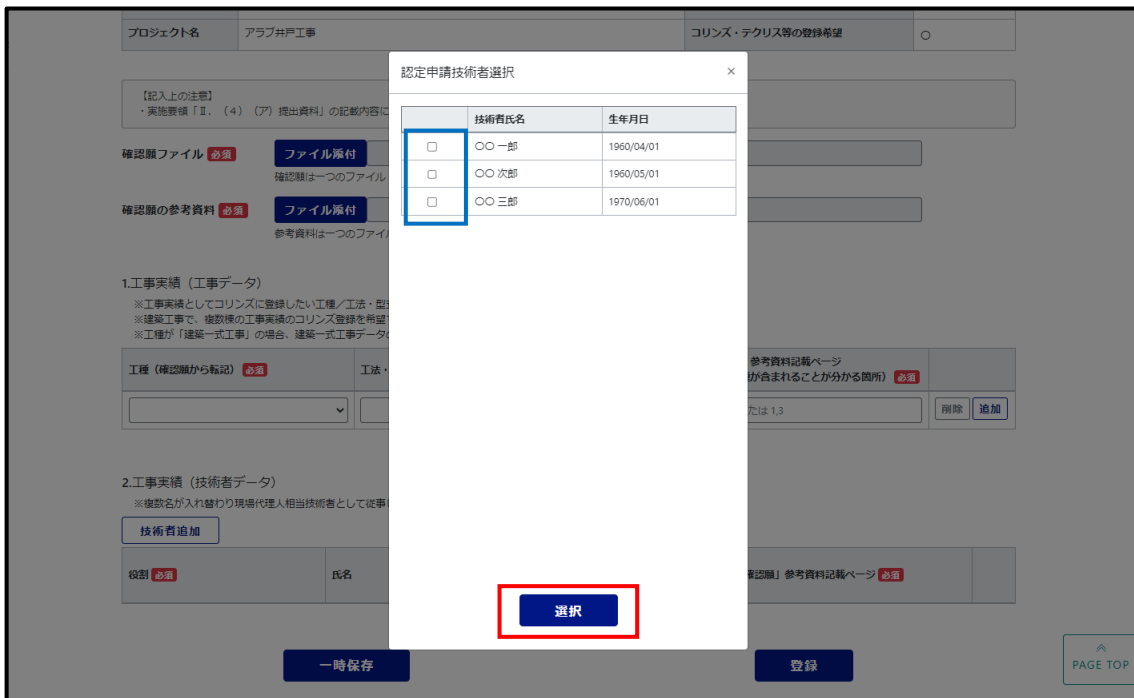 プロジェクト名 アラブ井戸工事 コリンズ・テクリス等の登録希望 ○
【記入上の注意】
・実施要領「Ⅱ．（4）（ア）提出資料」の記載内容に
確認願ファイル 必須 ファイル添付
確認願は一つのファイル
確認願の参考資料 必須 ファイル添付
参考資料は一つのファイ
1.工事実績（工事データ）
※工事実績としてコリンズに登録したい工種／工法・型
※建築工事で、複数棟の工事実績のコリンズ登録を希望
※工種が「建築一式工事」の場合、建築一式工事データ
工種（確認願から転記） 必須 工法・ 参考資料記載ページ
が含まれることが分かる箇所） 必須
たは 1,3 削除 追加
2.工事実績（技術者データ）
※複数名が入れ替わり現場代理人相当技術者として従事
技術者追加
役割 必須 氏名 確認願」参考資料記載ページ 必須
一時保存 登録
PAGE TOP
認定申請技術者選択 ×
技術者氏名 生年月日
○○ 一郎 1960/04/01
○○ 次郎 1960/05/01
○○ 三郎 1970/06/01
選択